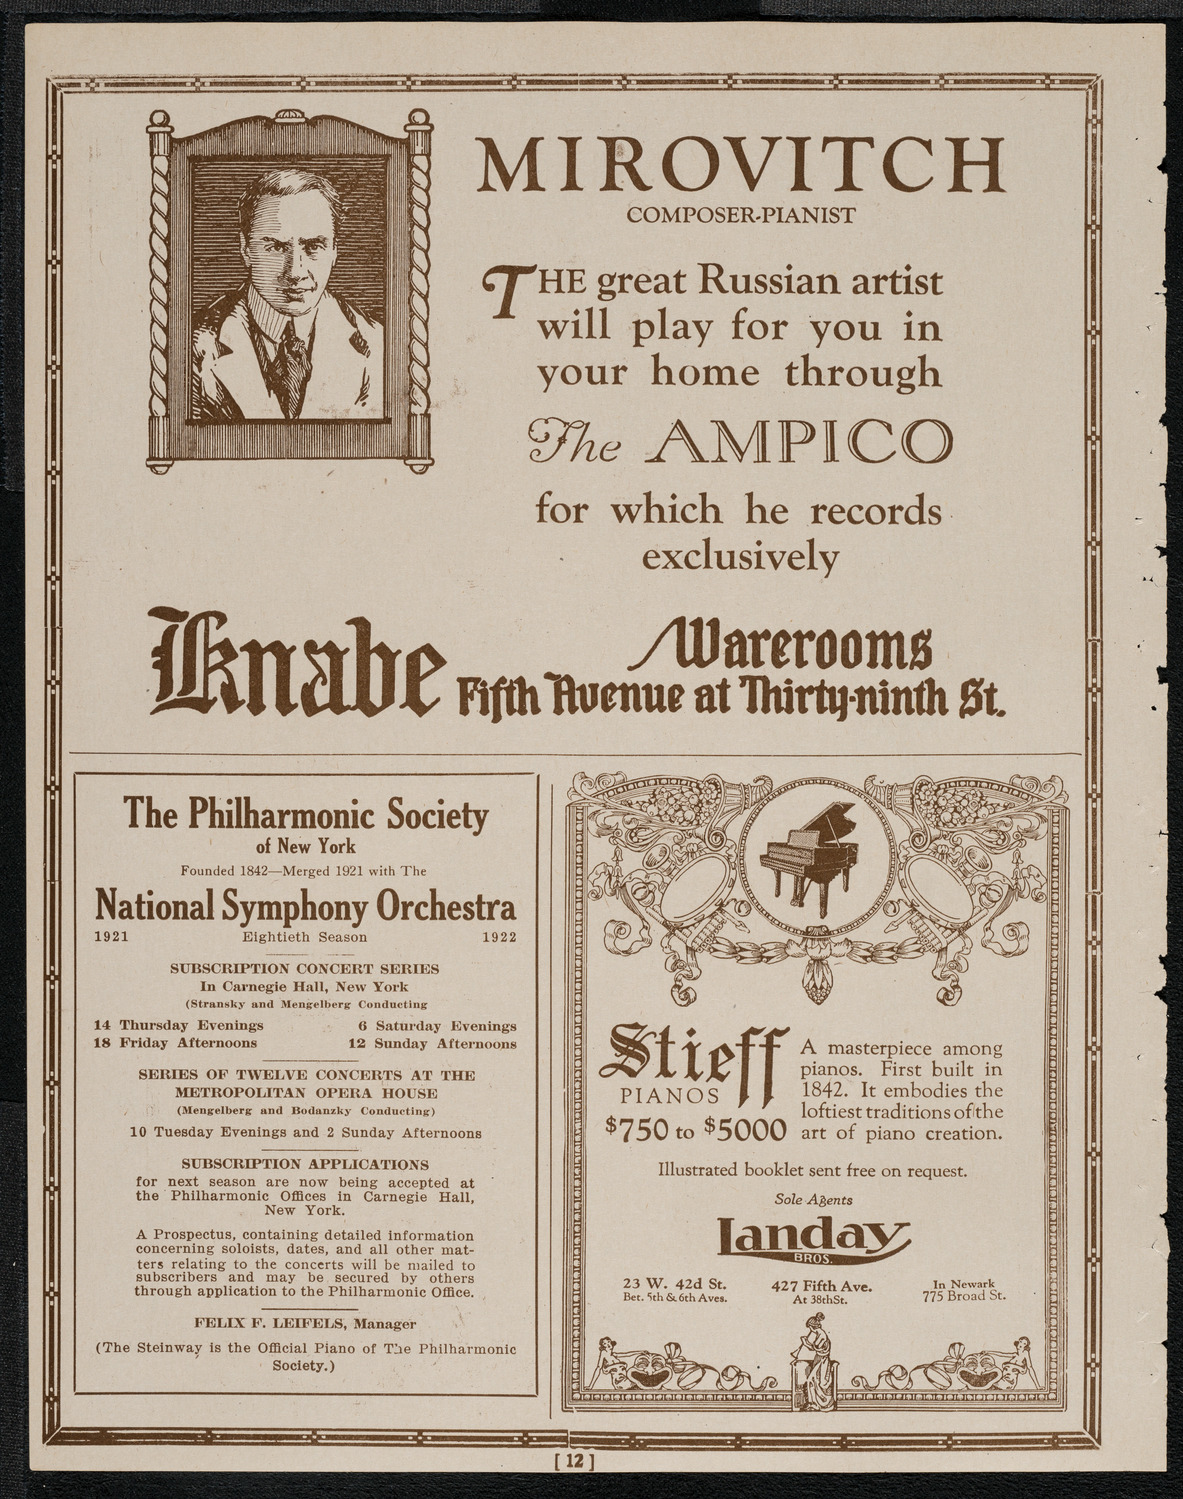 MIROVITCH
COMPOSER-PIANIST
THE great Russian artist
will play for you in
your home through
The AMPICO
for which he records
exclusively
Knabe Warerooms
Fifth Avenue at Thirty-ninth St.
The Philharmonic Society
of New York
Founded 1842—Merged 1921 with The
National Symphony Orchestra
1921 Eightieth Season 1922
SUBSCRIPTION CONCERT SERIES
In Carnegie Hall, New York
(Stransky and Mengelberg Conducting
14 Thursday Evenings 6 Saturday Evenings
18 Friday Afternoons 12 Sunday Afternoons
SERIES OF TWELVE CONCERTS AT THE
METROPOLITAN OPERA HOUSE
(Mengelberg and Bodanzky Conducting)
10 Tuesday Evenings and 2 Sunday Afternoons
SUBSCRIPTION APPLICATIONS
for next season are now being accepted at
the Philharmonic Offices in Carnegie Hall,
New York.
A Prospectus, containing detailed information
concerning soloists, dates, and all other mat-
ters relating to the concerts will be mailed to
subscribers and may be secured by others
through application to the Philharmonic Office.
FELIX F. LEIFELS, Manager
(The Steinway is the Official Piano of The Philharmonic
Society.)
Stieff
PIANOS
$750 to $5000
A masterpiece among
pianos. First built in
1842. It embodies the
loftiest traditions of the
art of piano creation.
Illustrated booklet sent free on request.
Sole Agents
Landay
BROS.
23 W. 42d St. 427 Fifth Ave. In Newark
Bet. 5th & 6th Aves. At 38th St. 775 Broad St.
[ 12 ]